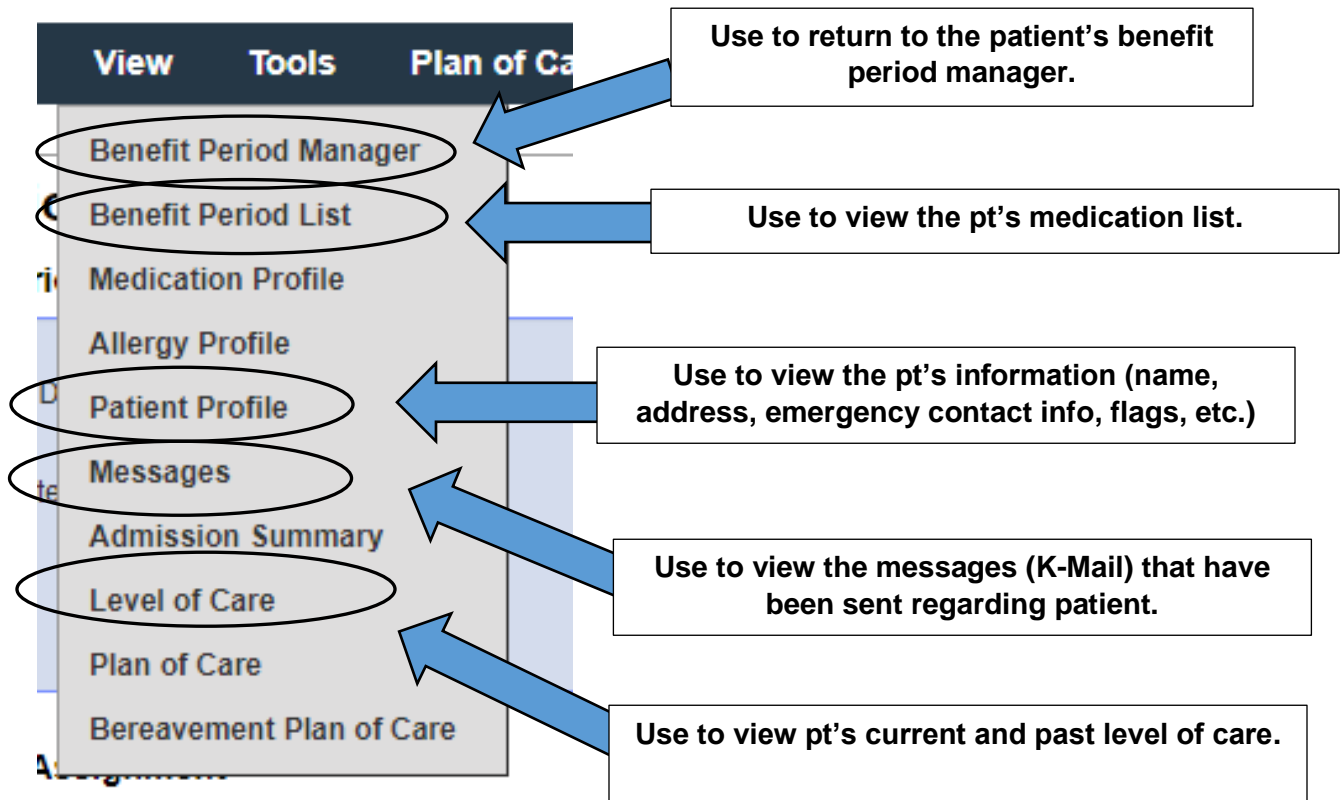 View Tools Plan of Ca
Use to return to the patient's benefit
period manager.
Benefit Period Manager
Benefit Period List
Use to view the pt's medication list.
Medication Profile
Allergy Profile
Patient Profile
Use to view the pt's information (name,
address, emergency contact info, flags, etc.)
Messages
Admission Summary
Use to view the messages (K-Mail) that have
been sent regarding patient.
Level of Care
Plan of Care
Bereavement Plan of Care
Use to view pt's current and past level of care.